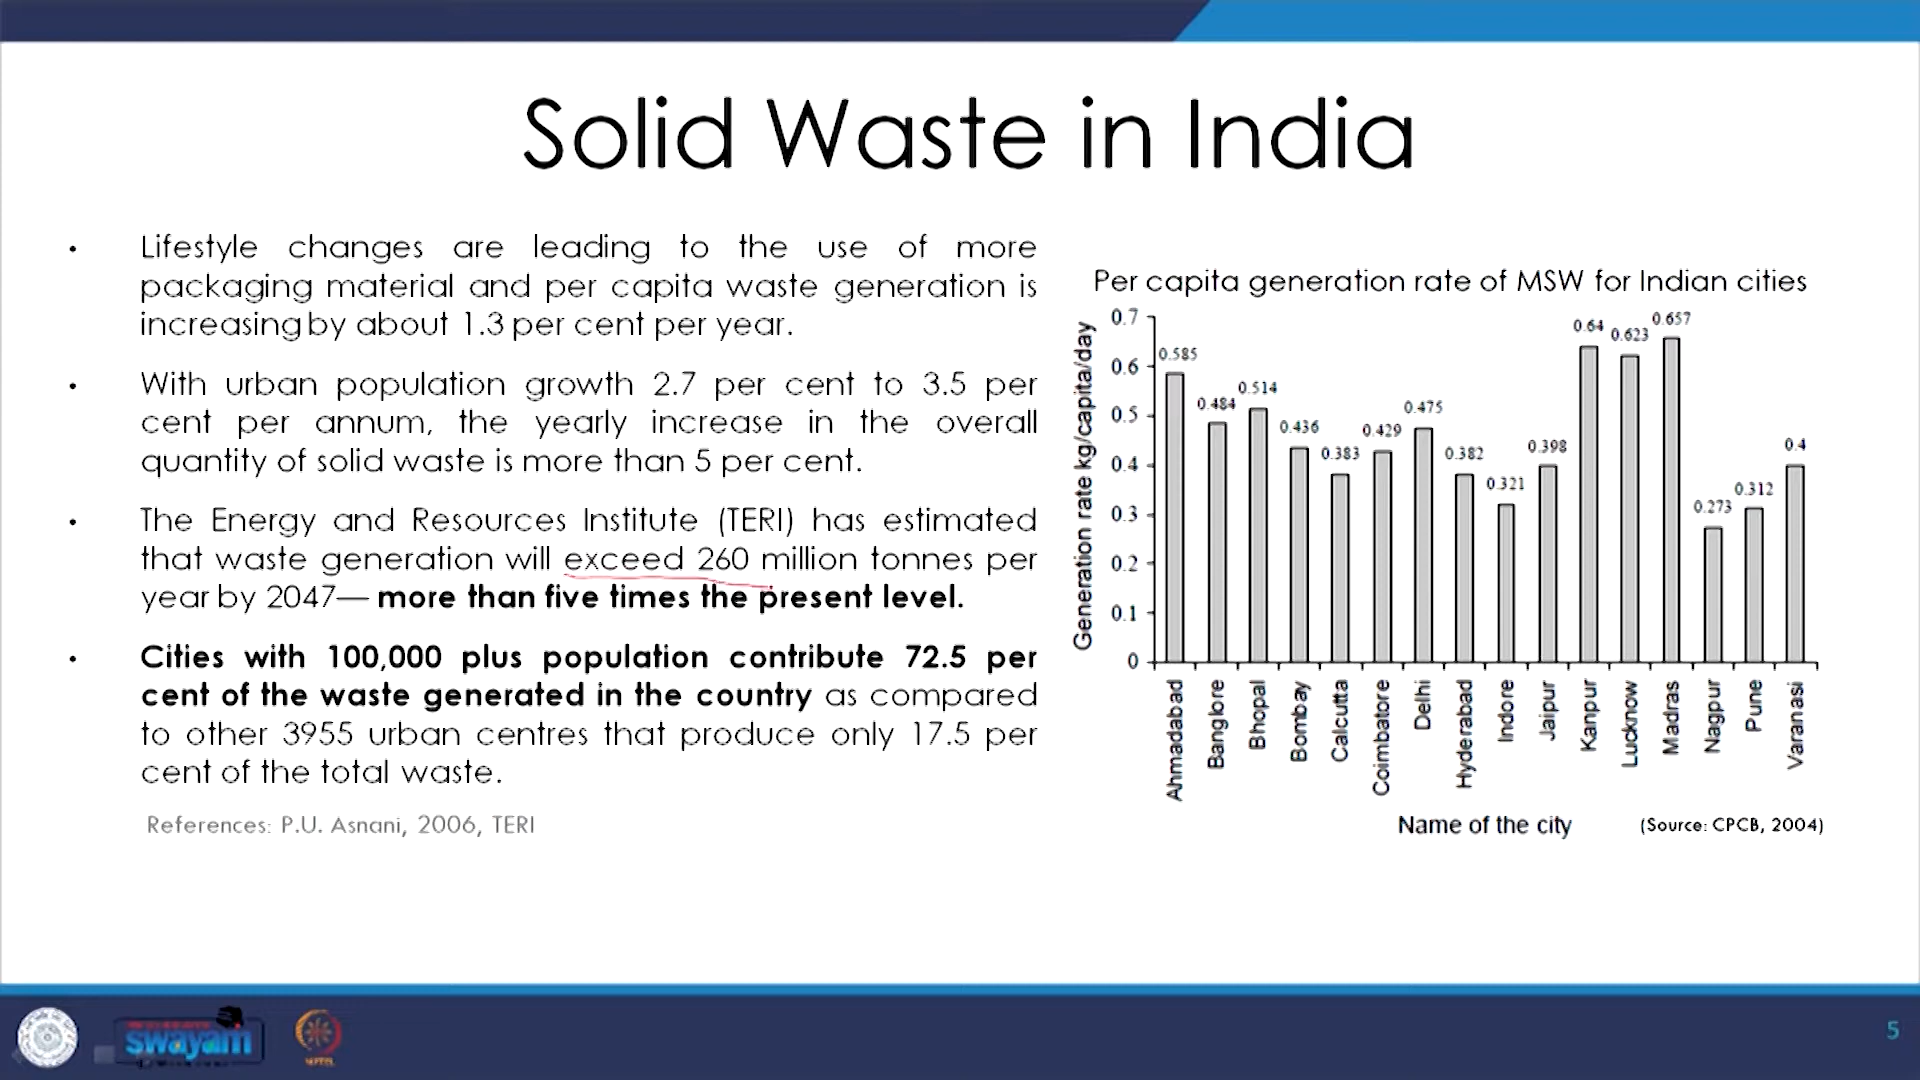 Solid Waste in India
• Lifestyle changes are leading to the use of more
packaging material and per capita waste generation is
increasing by about 1.3 per cent per year.
• With urban population growth 2.7 per cent to 3.5 per
cent per annum, the yearly increase in the overall
quantity of solid waste is more than 5 per cent.
• The Energy and Resources Institute (TERI) has estimated
that waste generation will exceed 260 million tonnes per
year by 2047— more than five times the present level.
• Cities with 100,000 plus population contribute 72.5 per
cent of the waste generated in the country as compared
to other 3955 urban centres that produce only 17.5 per
cent of the total waste.
References: P.U. Asnani, 2006, TERI
Per capita generation rate of MSW for Indian cities
Generation rate kg/capita/day
0.7
0.6
0.5
0.4
0.3
0.2
0.1
0
0.585
0.484
0.514
0.436
0.383
0.429
0.475
0.382
0.321
0.398
0.64
0.623
0.657
0.273
0.312
0.4
Ahmadabad
Banglore
Bhopal
Bombay
Calcutta
Coimbatore
Delhi
Hyderabad
Indore
Jaipur
Kanpur
Lucknow
Madras
Nagpur
Pune
Varanasi
Name of the city
(Source: CPCB, 2004)
swayam
5